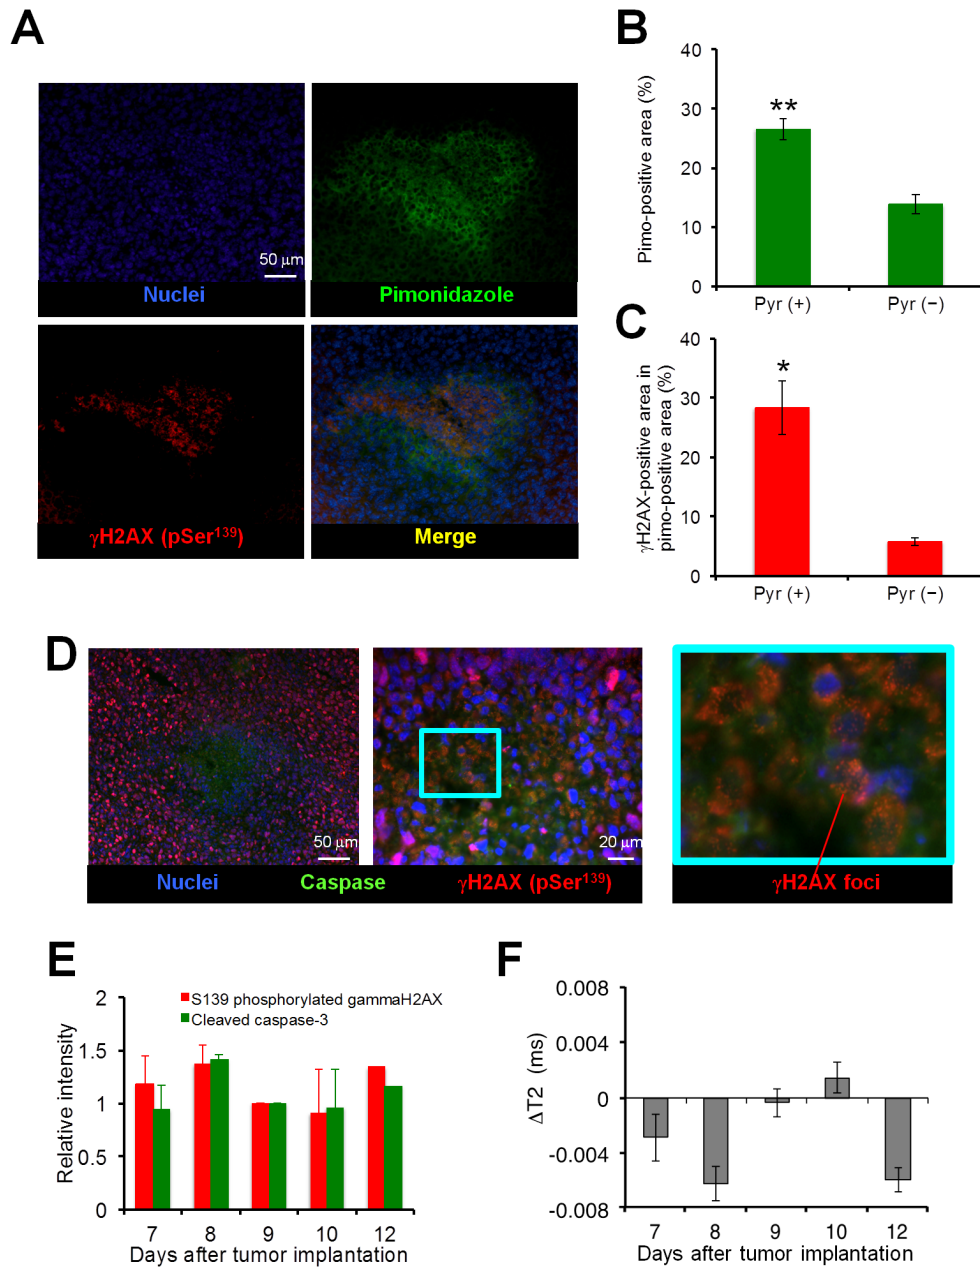 A
50 μm
Nuclei
Pimonidazole
γH2AX (pSer¹³⁹)
Merge
B
Pimo-positive area (%)
40
30
20
10
0
**
Pyr (+)
Pyr (−)
C
γH2AX-positive area in
pimo-positive area (%)
40
30
20
10
0
*
Pyr (+)
Pyr (−)
D
50 μm
20 μm
Nuclei
Caspase
γH2AX (pSer¹³⁹)
γH2AX foci
E
Relative intensity
2
1.5
1
0.5
0
S139 phosphorylated gammaH2AX
Cleaved caspase-3
7 8 9 10 12
Days after tumor implantation
F
ΔT2 (ms)
0.008
0.004
0
-0.004
-0.008
7 8 9 10 12
Days after tumor implantation